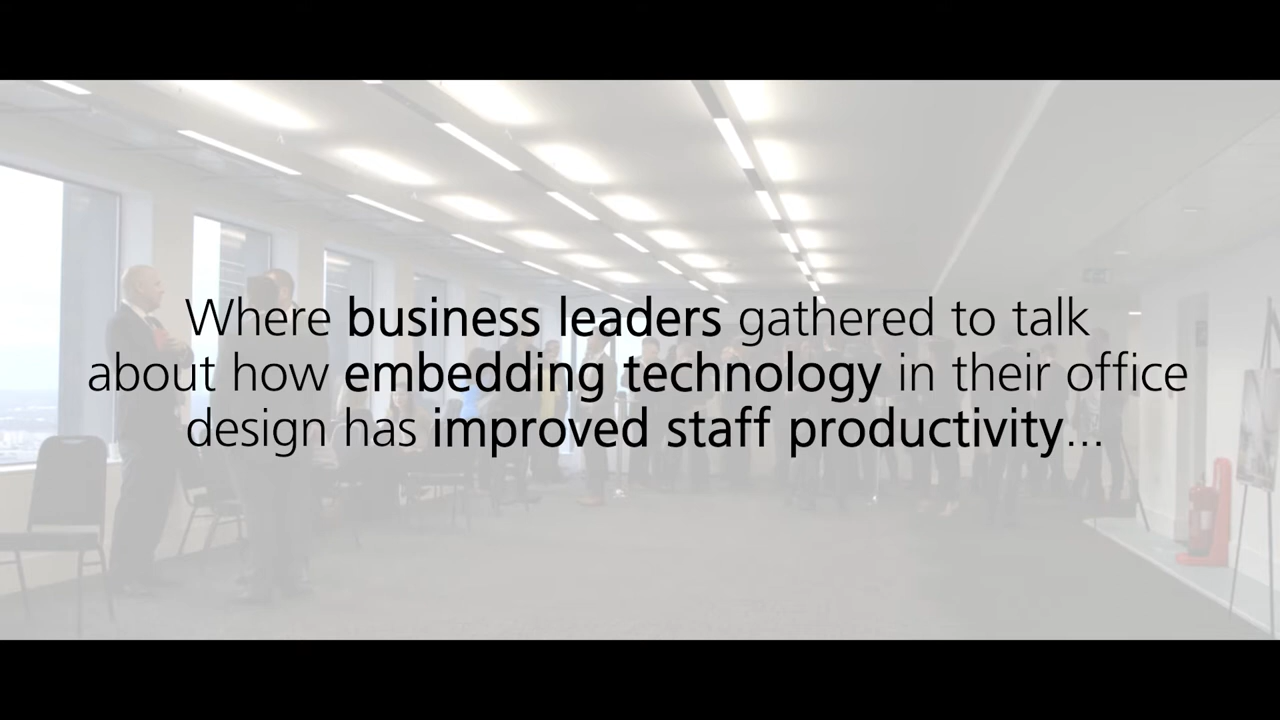 Where business leaders gathered to talk
about how embedding technology in their office
design has improved staff productivity...